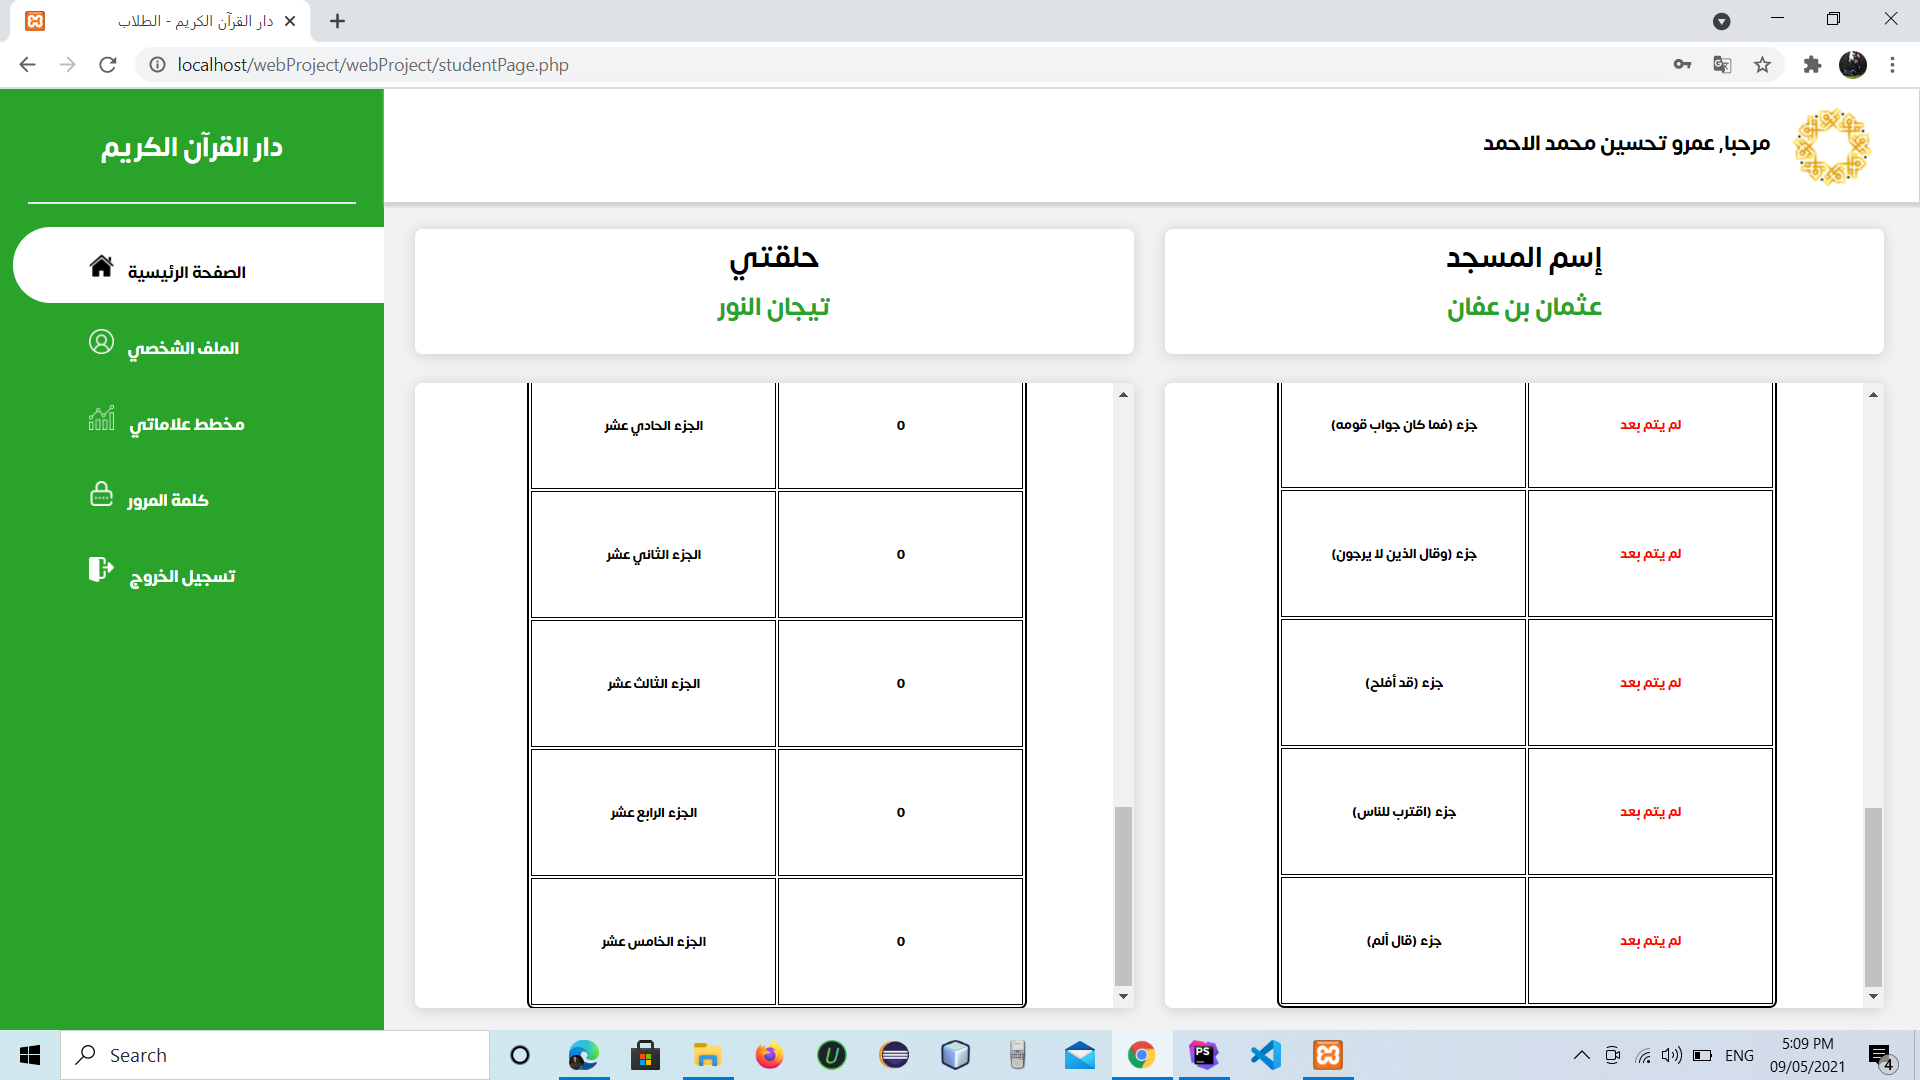 دار القرآن الكريم - الطلاب
localhost/webProject/webProject/studentPage.php
دار القرآن الكريم
مرحبا, عمرو تحسين محمد الاحمد
الصفحة الرئيسية
الملف الشخصي
مخطط علاماتي
كلمة المرور
تسجيل الخروج
إسم المسجد
عثمان بن عفان
حلقتي
تيجان النور
جزء (فما كان جواب قومه) لم يتم بعد
جزء (وقال الذين لا يرجون) لم يتم بعد
جزء (قد أفلح) لم يتم بعد
جزء (اقترب للناس) لم يتم بعد
جزء (قال ألم) لم يتم بعد
الجزء الحادي عشر 0
الجزء الثاني عشر 0
الجزء الثالث عشر 0
الجزء الرابع عشر 0
الجزء الخامس عشر 0
Search
ENG
5:09 PM
09/05/2021
4